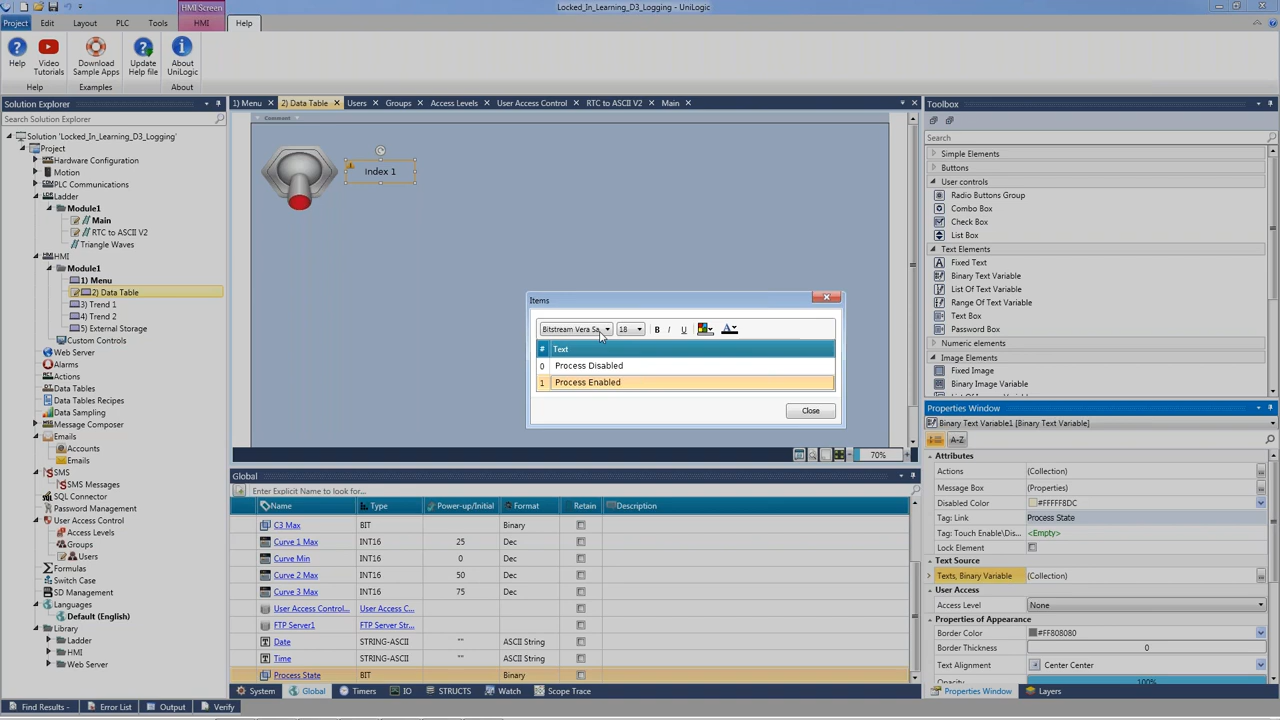 Locked_In_Learning_D3_Logging - UniLogic
HMI Screen
Project
Edit
Layout
PLC
Tools
HMI
Help
Help
Video Tutorials
Download Sample Apps
Update Help file
About UniLogic
Help
Examples
About
Solution Explorer
Search Solution Explorer
Solution 'Locked_In_Learning_D3_Logging'
Project
Hardware Configuration
Motion
PLC Communications
Ladder
Module1
Main
RTC to ASCII V2
Triangle Waves
HMI
Module1
1) Menu
2) Data Table
3) Trend 1
4) Trend 2
5) External Storage
Custom Controls
Web Server
Alarms
Actions
Data Tables
Data Tables Recipes
Data Sampling
Message Composer
Emails
Accounts
Emails
SMS
SMS Messages
SQL Connector
Password Management
User Access Control
Access Levels
Groups
Users
Formulas
Switch Case
SD Management
Languages
Default (English)
Library
Ladder
HMI
Web Server
1) Menu
2) Data Table
Users
Groups
Access Levels
User Access Control
RTC to ASCII V2
Main
Comment
Index 1
Items
Bitstream Vera Sa
18
B
I
U
A
# Text
0 Process Disabled
1 Process Enabled
Close
70%
Global
Enter Explicit Name to look for...
Name Type Power-up/Initial Format Retain Description
C3 Max BIT Binary
Curve 1 Max INT16 25 Dec
Curve Min INT16 0 Dec
Curve 2 Max INT16 50 Dec
Curve 3 Max INT16 75 Dec
User Access Control... User Access C...
FTP Server1 FTP Server Str...
Date STRING-ASCII "" ASCII String
Time STRING-ASCII "" ASCII String
Process State BIT Binary
System
Global
Timers
IO
STRUCTS
Watch
Scope Trace
Toolbox
Search
Simple Elements
Buttons
User controls
Radio Buttons Group
Combo Box
Check Box
List Box
Text Elements
Fixed Text
Binary Text Variable
List Of Text Variable
Range Of Text Variable
Text Box
Password Box
Numeric elements
Image Elements
Fixed Image
Binary Image Variable
Properties Window
Binary Text Variable1 [Binary Text Variable]
A-Z
Attributes
Actions (Collection)
Message Box (Properties)
Disabled Color #FFFFF8DC
Tag: Link Process State
Tag: Touch Enable\Dis... <Empty>
Lock Element
Text Source
Texts, Binary Variable (Collection)
User Access
Access Level None
Properties of Appearance
Border Color #FF808080
Border Thickness 0
Text Alignment Center Center
Opacity 100%
Properties Window
Layers
Find Results -
Error List
Output
Verify